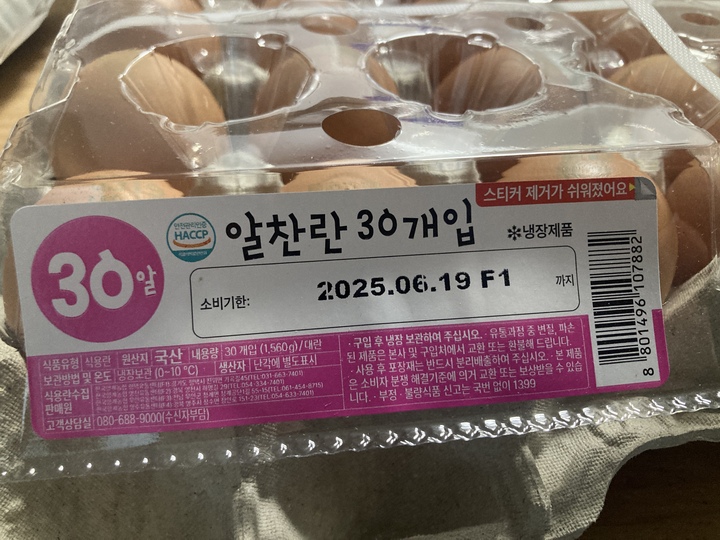 스티커 제거가 쉬워졌어요
안전관리인증
HACCP
알찬란 30개입
✻냉장제품
30알
소비기한: 2025.06.19 F1 까지
식품유형 식용란 원산지 국산 내용량 30 개입 (1,560g) / 대란
보관방법 및 온도 냉장보관 (0~10℃) 생산자 난각에 별도표시
식용란수집판매원
고객상담실 080-688-9000(수신자부담)
· 구입 후 냉장 보관하여 주십시오. · 유통과정 중 변질, 파손
된 제품은 본사 및 구입처에서 교환 또는 환불해 드립니다.
· 사용 후 포장재는 반드시 분리배출하여 주십시오. · 본 제품
은 소비자 분쟁 해결기준에 의거 교환 또는 보상받을 수 있습
니다. · 부정 · 불량식품 신고는 국번 없이 1399
8 801496 107882